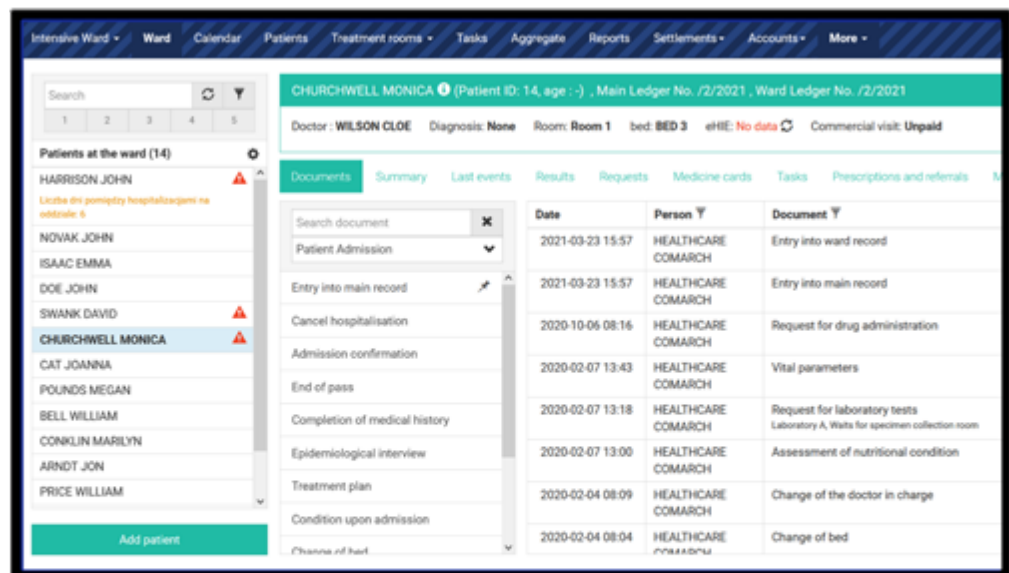 Intensive Ward Ward Calendar Patients Treatment rooms Tasks Aggregate Reports Settlements Accounts More
Search
1 2 3 4 5
Patients at the ward (14)
HARRISON JOHN
Liczba dni pomiędzy hospitalizacjami na
oddziale: 6
NOVAK JOHN
ISAAC EMMA
DOE JOHN
SWANK DAVID
CHURCHWELL MONICA
CAT JOANNA
POUNDS MEGAN
BELL WILLIAM
CONKLIN MARILYN
ARNDT JON
PRICE WILLIAM
Add patient
CHURCHWELL MONICA (Patient ID: 14, age : -) , Main Ledger No. /2/2021 , Ward Ledger No. /2/2021
Doctor : WILSON CLOE Diagnosis: None Room: Room 1 bed: BED 3 eHIE: No data Commercial visit: Unpaid
Documents Summary Last events Results Requests Medicine cards Tasks Prescriptions and referrals M
Search document
Patient Admission
Entry into main record
Cancel hospitalisation
Admission confirmation
End of pass
Completion of medical history
Epidemiological interview
Treatment plan
Condition upon admission
Change of bed
Date Person Document
2021-03-23 15:57 HEALTHCARE Entry into ward record
COMARCH
2021-03-23 15:57 HEALTHCARE Entry into main record
COMARCH
2020-10-06 08:16 HEALTHCARE Request for drug administration
COMARCH
2020-02-07 13:43 HEALTHCARE Vital parameters
COMARCH
2020-02-07 13:18 HEALTHCARE Request for laboratory tests
COMARCH Laboratory A, Waits for specimen collection room
2020-02-07 13:00 HEALTHCARE Assessment of nutritional condition
COMARCH
2020-02-04 08:09 HEALTHCARE Change of the doctor in charge
COMARCH
2020-02-04 08:04 HEALTHCARE Change of bed
COMARCH